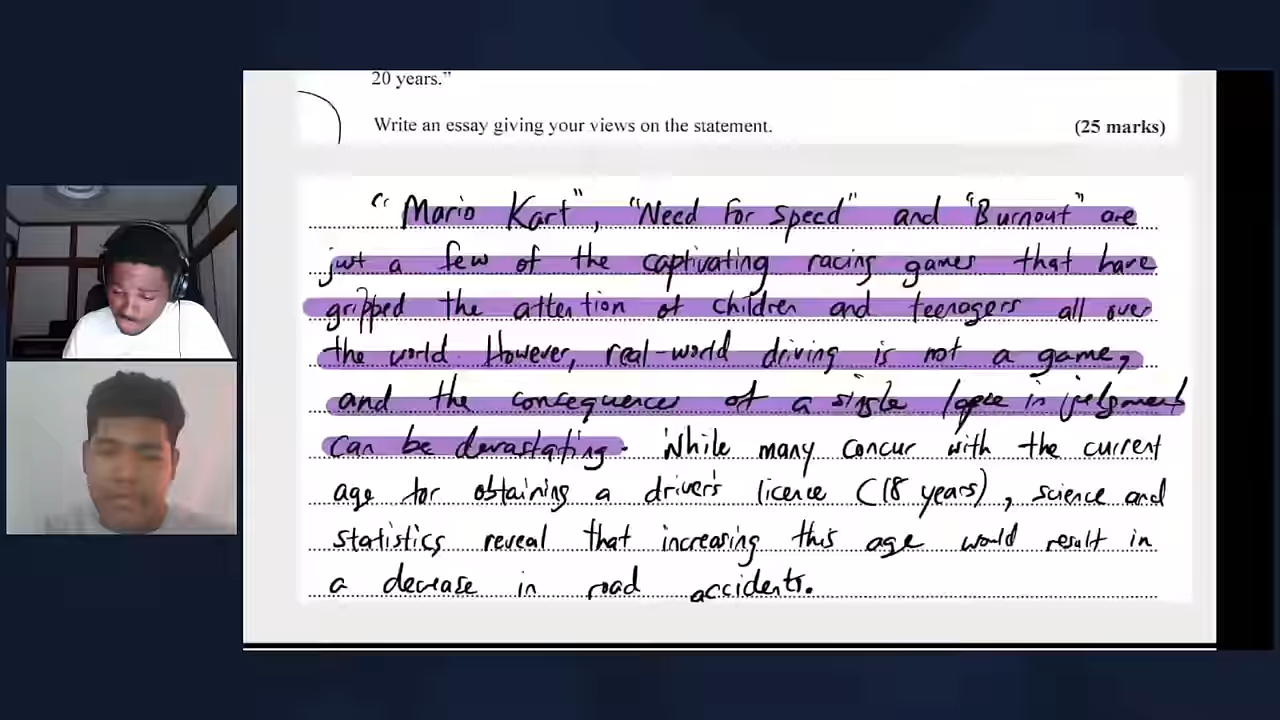 20 years."
Write an essay giving your views on the statement. (25 marks)
"Mario Kart", "Need for Speed" and "Burnout" are
just a few of the captivating racing games that have
gripped the attention of children and teenagers all over
the world. However, real-world driving is not a game,
and the consequences of a single lapse in judgment
can be devastating. While many concur with the current
age for obtaining a driver's licence (18 years), science and
statistics reveal that increasing this age would result in
a decrease in road accidents.